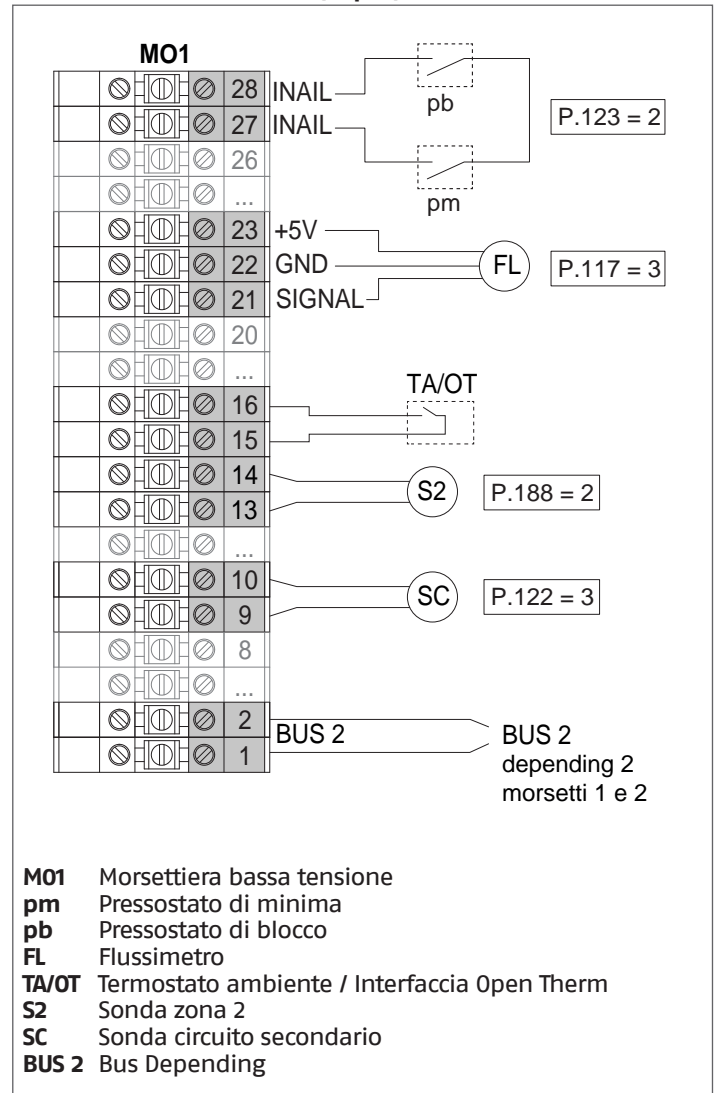 MO1
28 INAIL
pb
27 INAIL
P.123 = 2
26
pm
...
23 +5V
22 GND
FL
P.117 = 3
21 SIGNAL
20
...
TA/OT
16
15
14
S2
P.188 = 2
13
...
10
SC
P.122 = 3
9
8
...
2
BUS 2
BUS 2
1
depending 2
morsetti 1 e 2
M01 Morsettiera bassa tensione
pm Pressostato di minima
pb Pressostato di blocco
FL Flussimetro
TA/OT Termostato ambiente / Interfaccia Open Therm
S2 Sonda zona 2
SC Sonda circuito secondario
BUS 2 Bus Depending